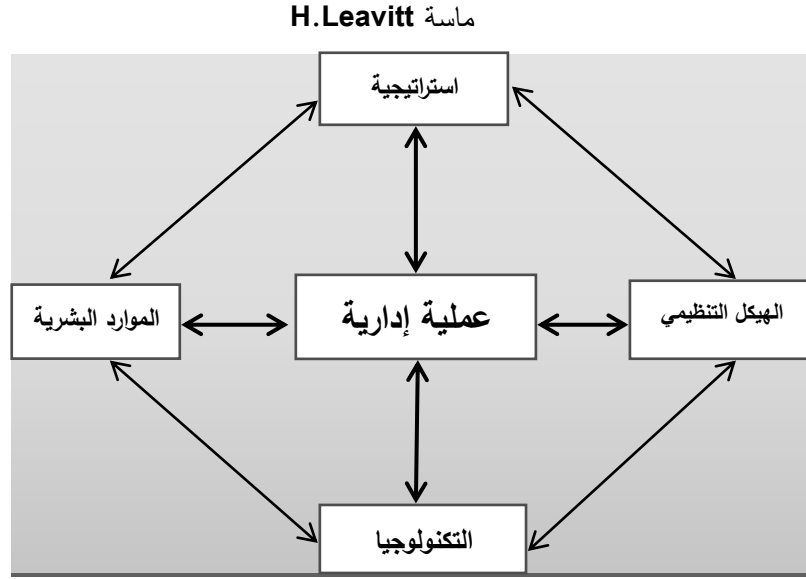 ماسة H.Leavitt
استراتيجية
الهيكل التنظيمي
عملية إدارية
الموارد البشرية
التكنولوجيا